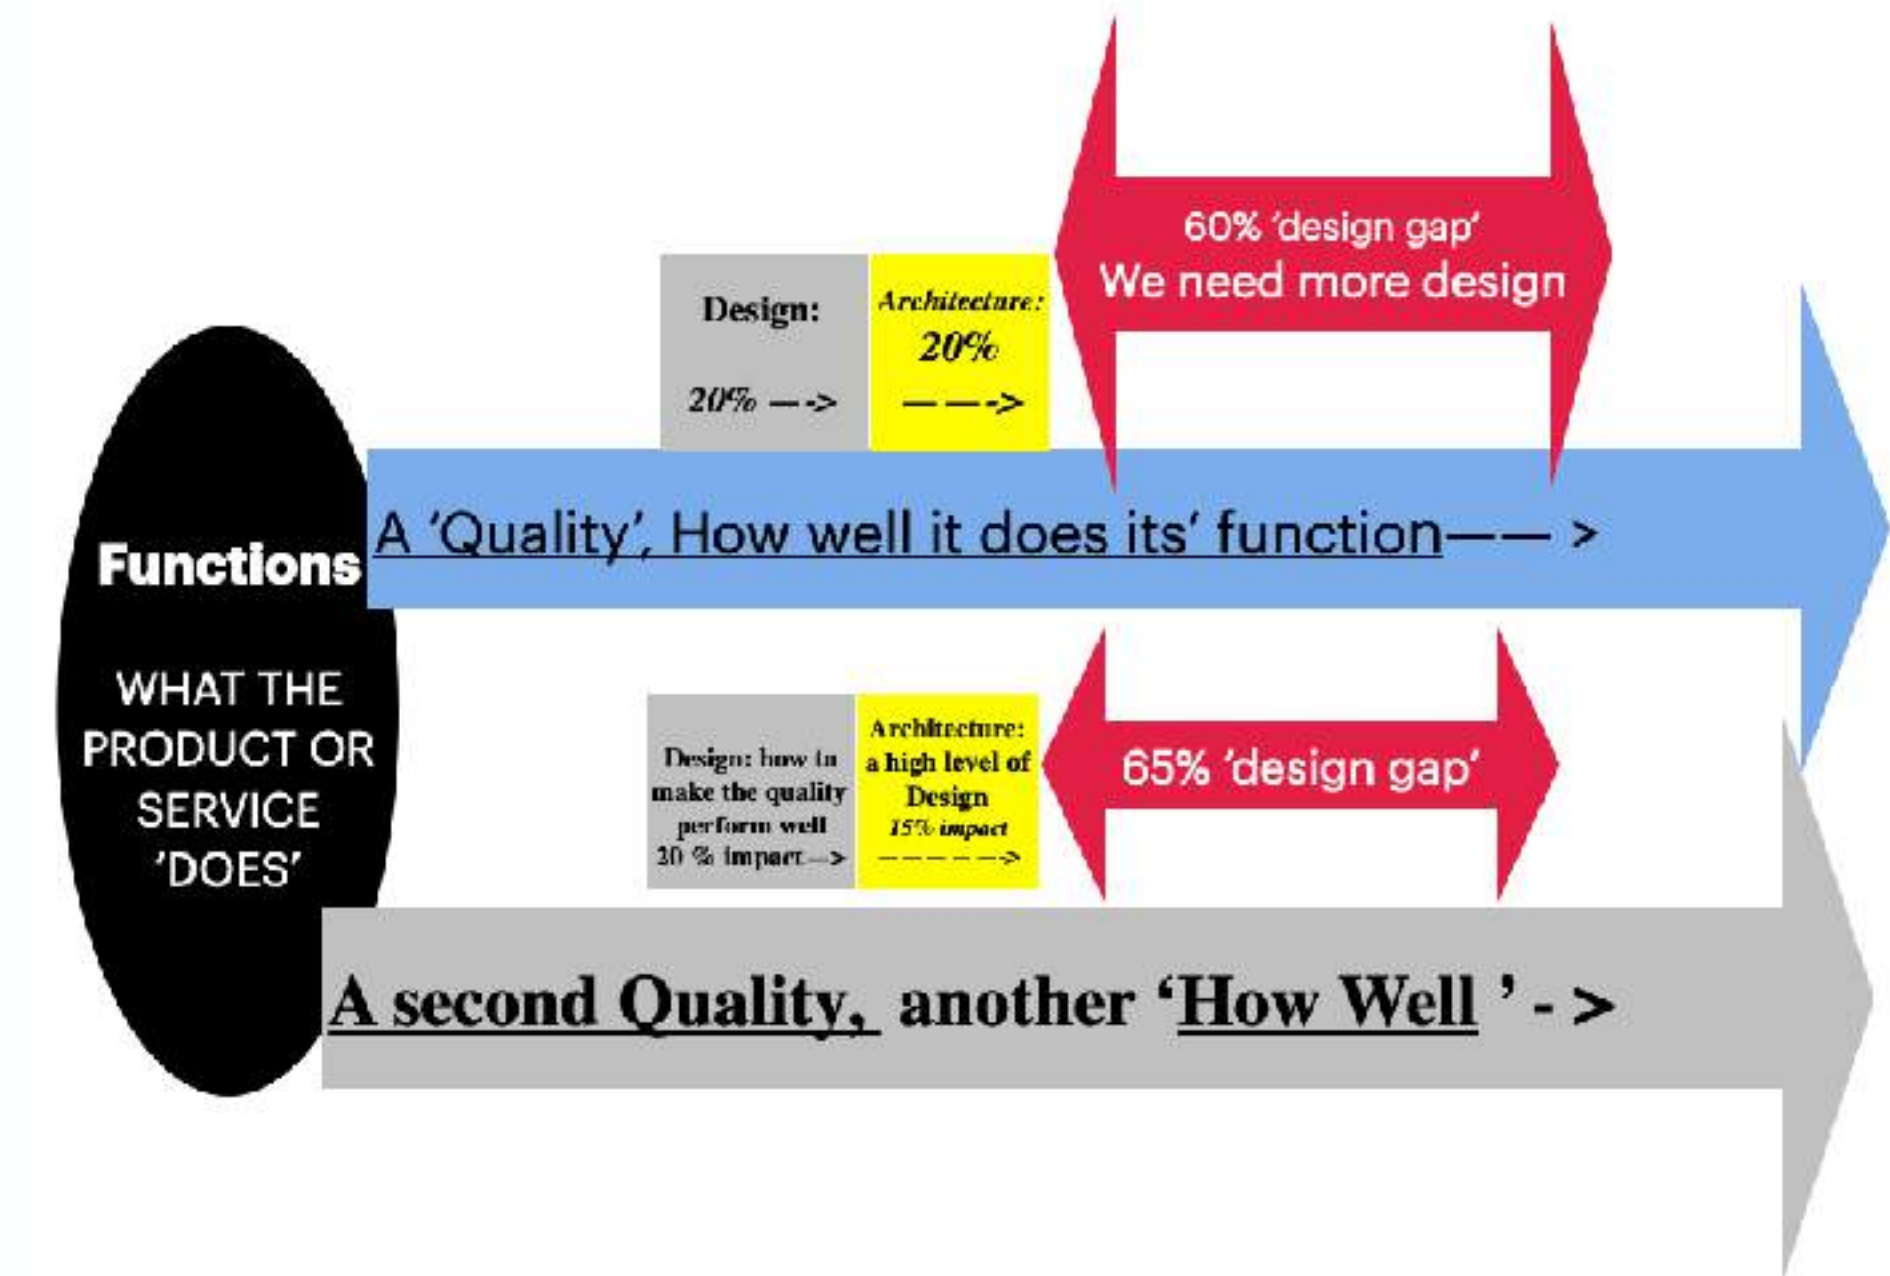 60% 'design gap'
We need more design
Design:
20% — ->
Architecture:
20%
— — ->
A 'Quality', How well it does its' function—— >
Functions
WHAT THE
PRODUCT OR
SERVICE
'DOES'
Design: how to
make the quality
perform well
20 % impact—>
Architecture:
a high level of
Design
15% impact
— — — — —->
65% 'design gap'
A second Quality, another ‘How Well ’ - >